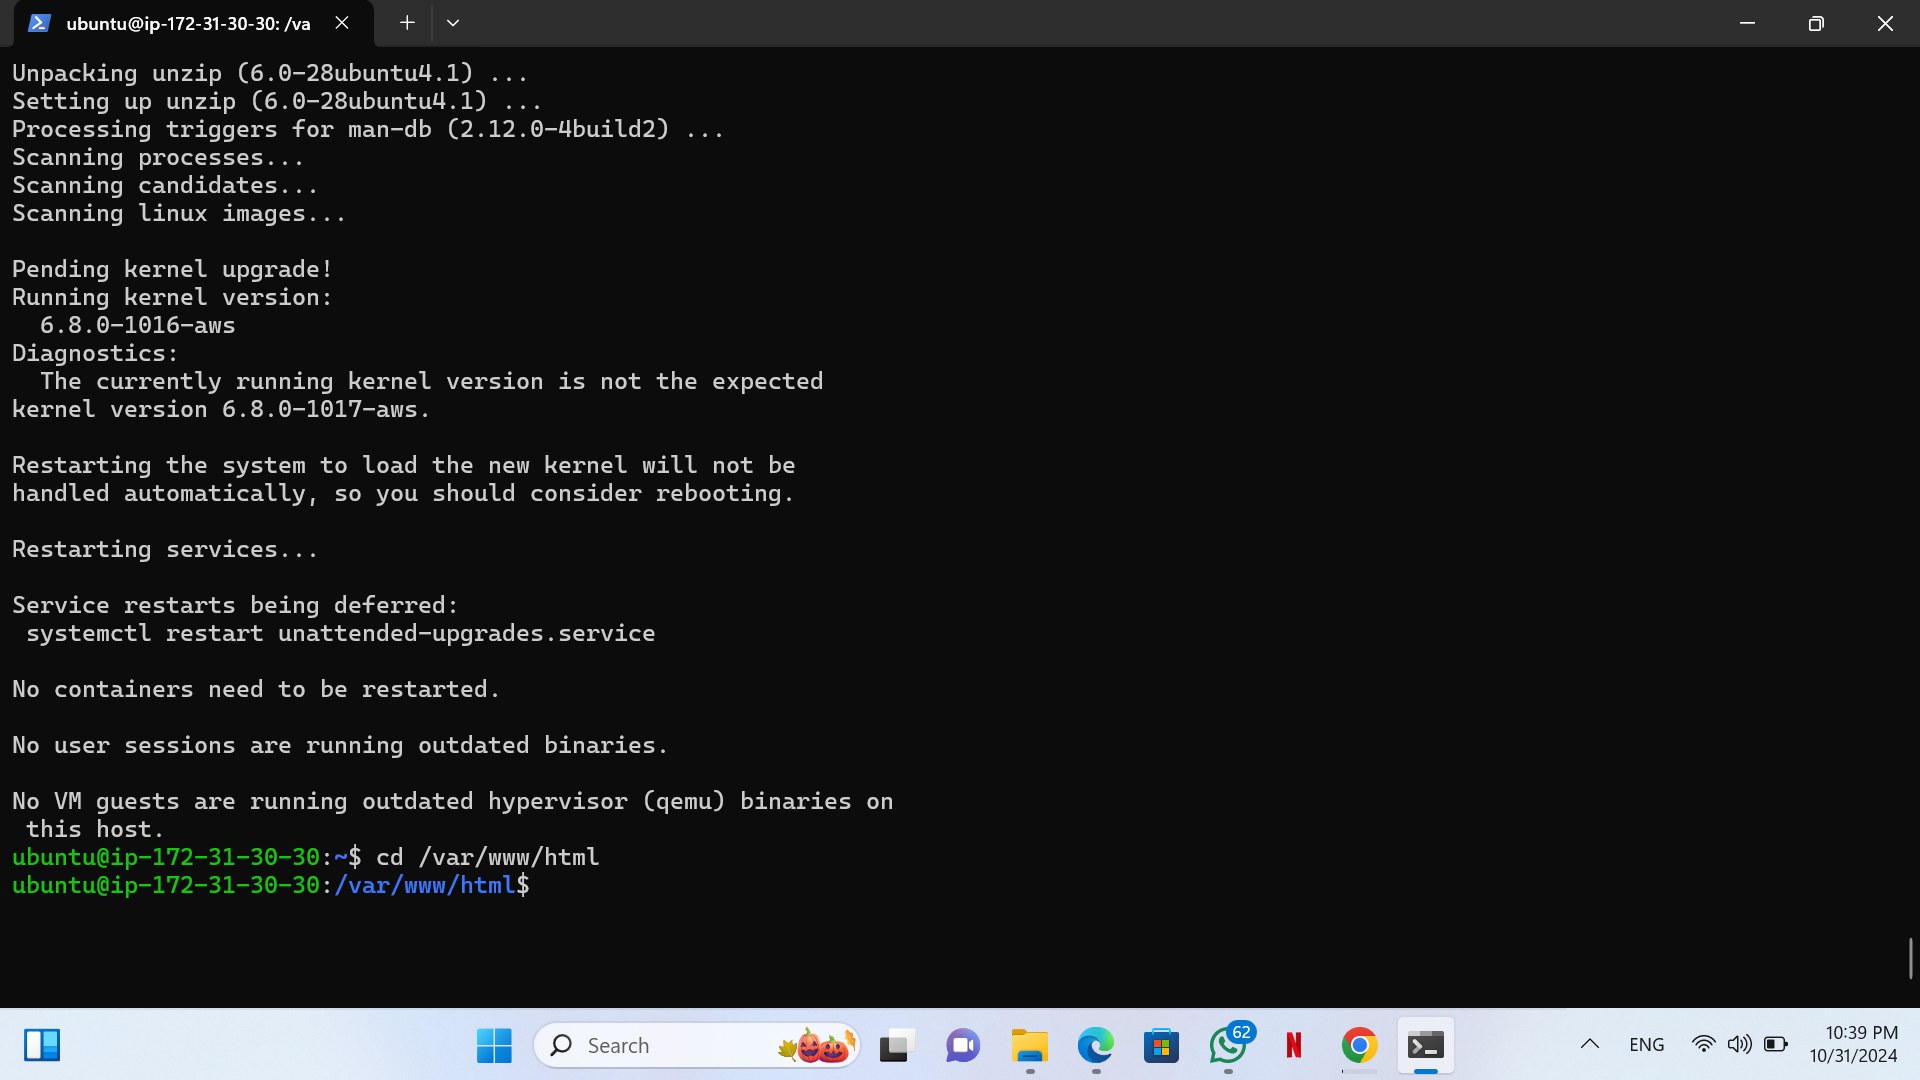 ubuntu@ip-172-31-30-30: /va
Unpacking unzip (6.0-28ubuntu4.1) ...
Setting up unzip (6.0-28ubuntu4.1) ...
Processing triggers for man-db (2.12.0-4build2) ...
Scanning processes...
Scanning candidates...
Scanning linux images...
Pending kernel upgrade!
Running kernel version:
  6.8.0-1016-aws
Diagnostics:
  The currently running kernel version is not the expected
kernel version 6.8.0-1017-aws.
Restarting the system to load the new kernel will not be
handled automatically, so you should consider rebooting.
Restarting services...
Service restarts being deferred:
 systemctl restart unattended-upgrades.service
No containers need to be restarted.
No user sessions are running outdated binaries.
No VM guests are running outdated hypervisor (qemu) binaries on
 this host.
ubuntu@ip-172-31-30-30:~$ cd /var/www/html
ubuntu@ip-172-31-30-30:/var/www/html$
Search
62
N
ENG
10:39 PM
10/31/2024